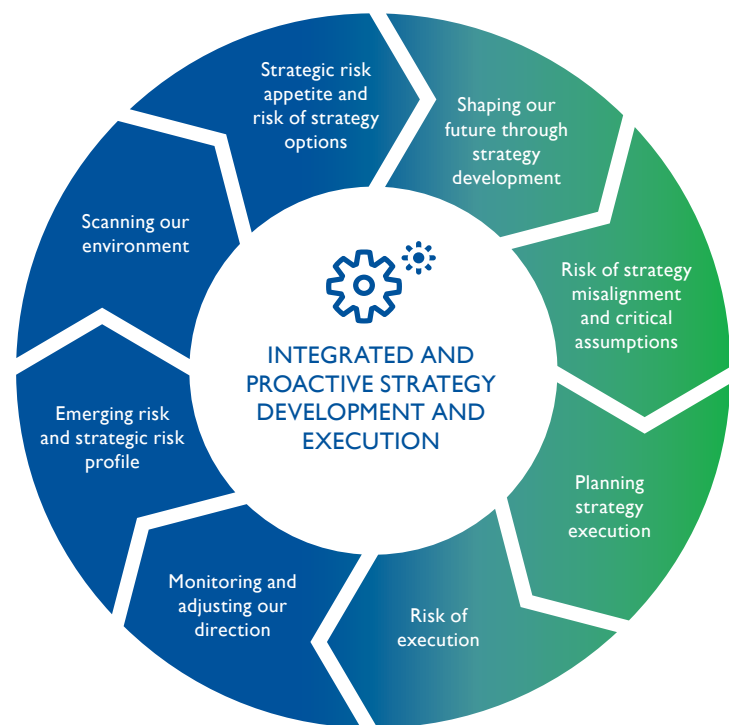 Strategic risk
appetite and
risk of strategy
options
Shaping our
future through
strategy
development
Risk of strategy
misalignment
and critical
assumptions
Planning
strategy
execution
Risk of
execution
Monitoring and
adjusting our
direction
Emerging risk
and strategic risk
profile
Scanning our
environment
INTEGRATED AND
PROACTIVE STRATEGY
DEVELOPMENT AND
EXECUTION